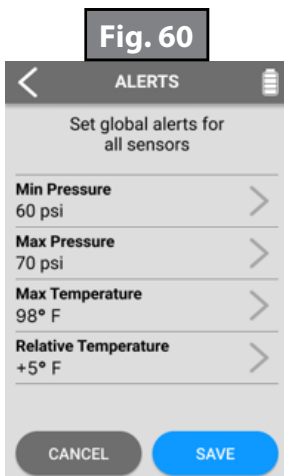 Fig. 60
ALERTS
Set global alerts for
all sensors
Min Pressure
60 psi
Max Pressure
70 psi
Max Temperature
98° F
Relative Temperature
+5° F
CANCEL SAVE